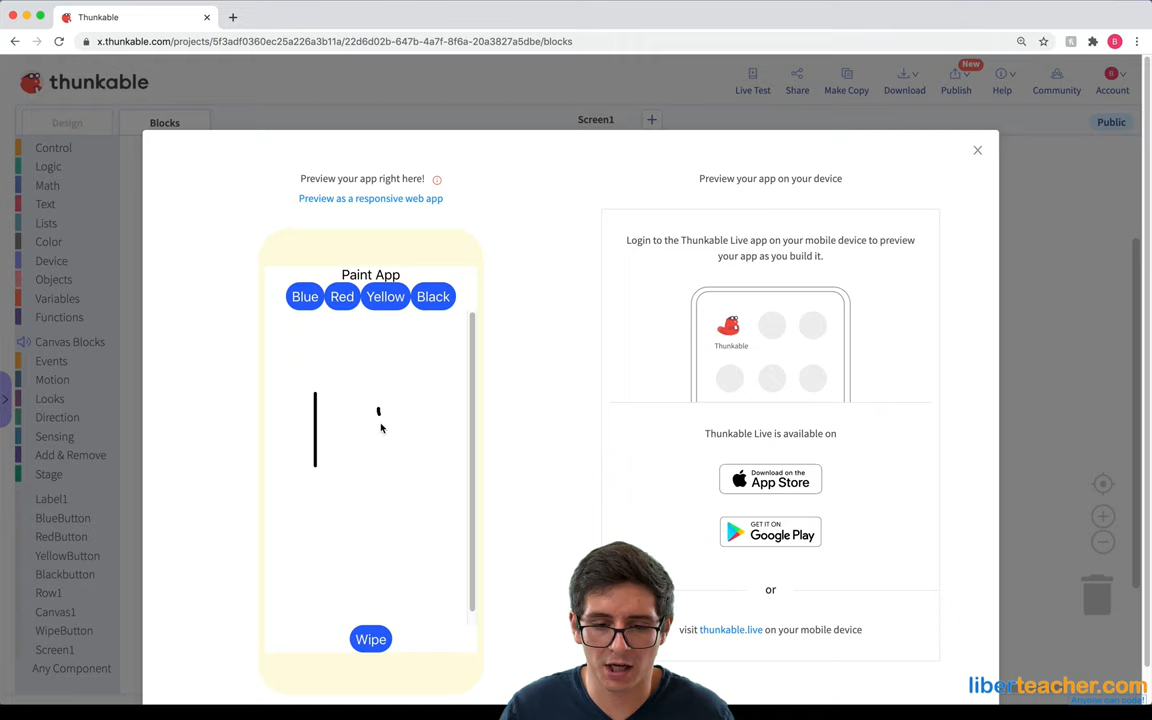 Thunkable
x.thunkable.com/projects/5f3adf0360ec25a226a3b11a/22d6d02b-647b-4a7f-8f6a-20a3827a5dbe/blocks
B
thunkable
Live Test
Share
Make Copy
Download
New
Publish
Help
Community
B
Account
Design
Blocks
Screen1
Public
Control
Logic
Math
Text
Lists
Color
Device
Objects
Variables
Functions
Canvas Blocks
Events
Motion
Looks
Direction
Sensing
Add & Remove
Stage
Label1
BlueButton
RedButton
YellowButton
Blackbutton
Row1
Canvas1
WipeButton
Screen1
Any Component
Preview your app right here!
Preview as a responsive web app
Paint App
Blue Red Yellow Black
Wipe
Preview your app on your device
Login to the Thunkable Live app on your mobile device to preview
your app as you build it.
Thunkable
Thunkable Live is available on
Download on the
App Store
GET IT ON
Google Play
or
visit thunkable.live on your mobile device
liberteacher.com
Anyone can code!